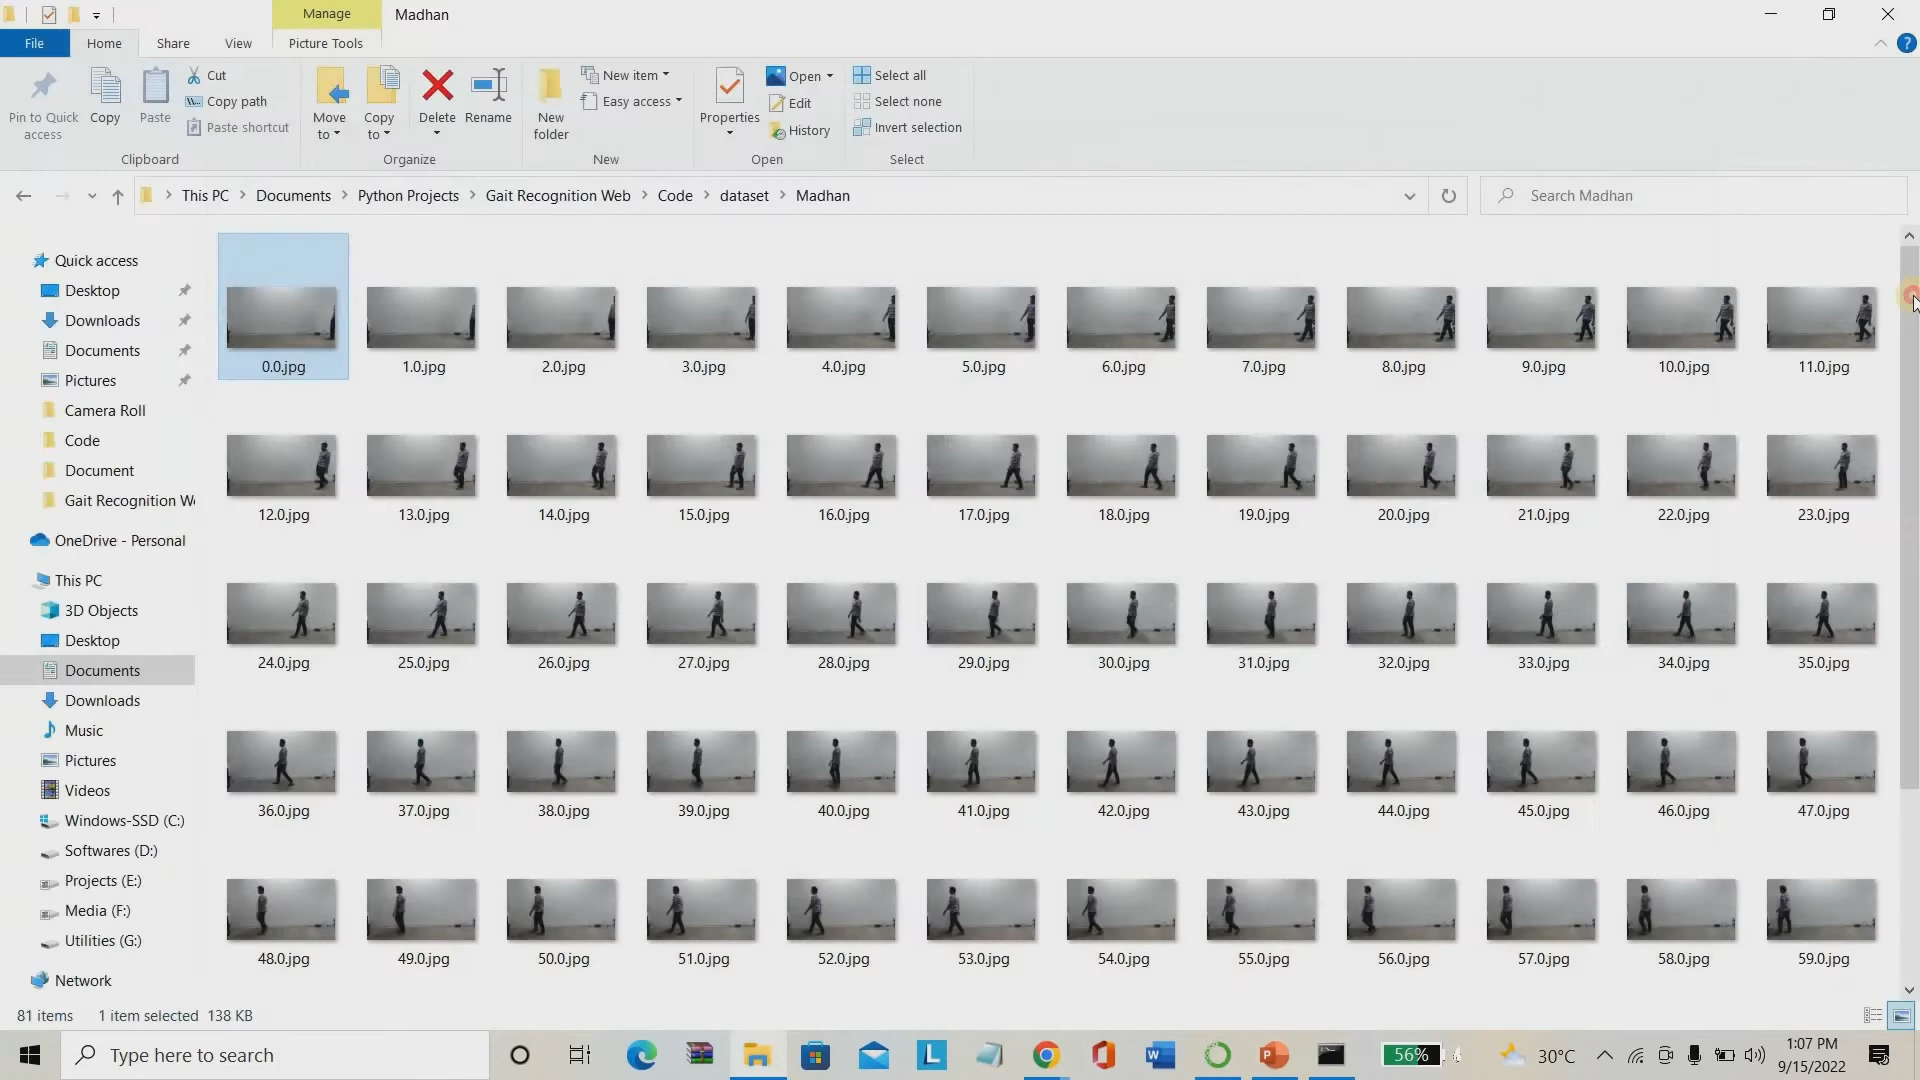 Manage
Madhan
File
Home
Share
View
Picture Tools
Pin to Quick access
Copy
Paste
Cut
Copy path
Paste shortcut
Move to
Copy to
Delete
Rename
New folder
New item
Easy access
Properties
Open
Edit
History
Select all
Select none
Invert selection
Clipboard
Organize
New
Open
Select
This PC
Documents
Python Projects
Gait Recognition Web
Code
dataset
Madhan
Search Madhan
Quick access
Desktop
Downloads
Documents
Pictures
Camera Roll
Code
Document
Gait Recognition We
OneDrive - Personal
This PC
3D Objects
Desktop
Documents
Downloads
Music
Pictures
Videos
Windows-SSD (C:)
Softwares (D:)
Projects (E:)
Media (F:)
Utilities (G:)
Network
0.0.jpg 1.0.jpg 2.0.jpg 3.0.jpg 4.0.jpg 5.0.jpg 6.0.jpg 7.0.jpg 8.0.jpg 9.0.jpg 10.0.jpg 11.0.jpg
12.0.jpg 13.0.jpg 14.0.jpg 15.0.jpg 16.0.jpg 17.0.jpg 18.0.jpg 19.0.jpg 20.0.jpg 21.0.jpg 22.0.jpg 23.0.jpg
24.0.jpg 25.0.jpg 26.0.jpg 27.0.jpg 28.0.jpg 29.0.jpg 30.0.jpg 31.0.jpg 32.0.jpg 33.0.jpg 34.0.jpg 35.0.jpg
36.0.jpg 37.0.jpg 38.0.jpg 39.0.jpg 40.0.jpg 41.0.jpg 42.0.jpg 43.0.jpg 44.0.jpg 45.0.jpg 46.0.jpg 47.0.jpg
48.0.jpg 49.0.jpg 50.0.jpg 51.0.jpg 52.0.jpg 53.0.jpg 54.0.jpg 55.0.jpg 56.0.jpg 57.0.jpg 58.0.jpg 59.0.jpg
81 items 1 item selected 138 KB
Type here to search
56%
30°C
1:07 PM
9/15/2022